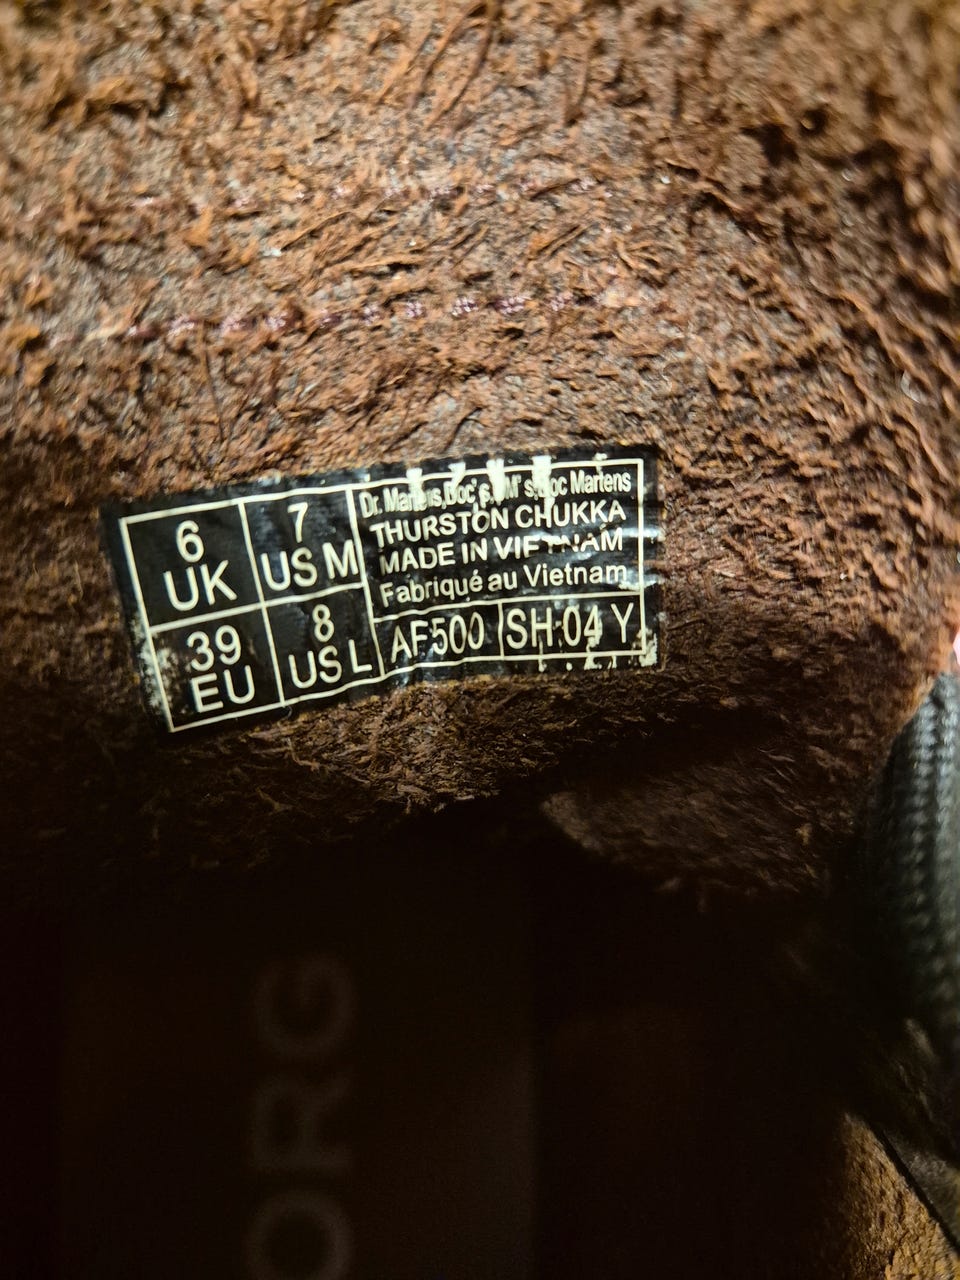 6
UK
7
US M
39
EU
8
US L
Dr. Martens, Doc's, DM's, Doc Martens
THURSTON CHUKKA
MADE IN VIETNAM
Fabriqué au Vietnam
AF500
SH:04 Y
ORG